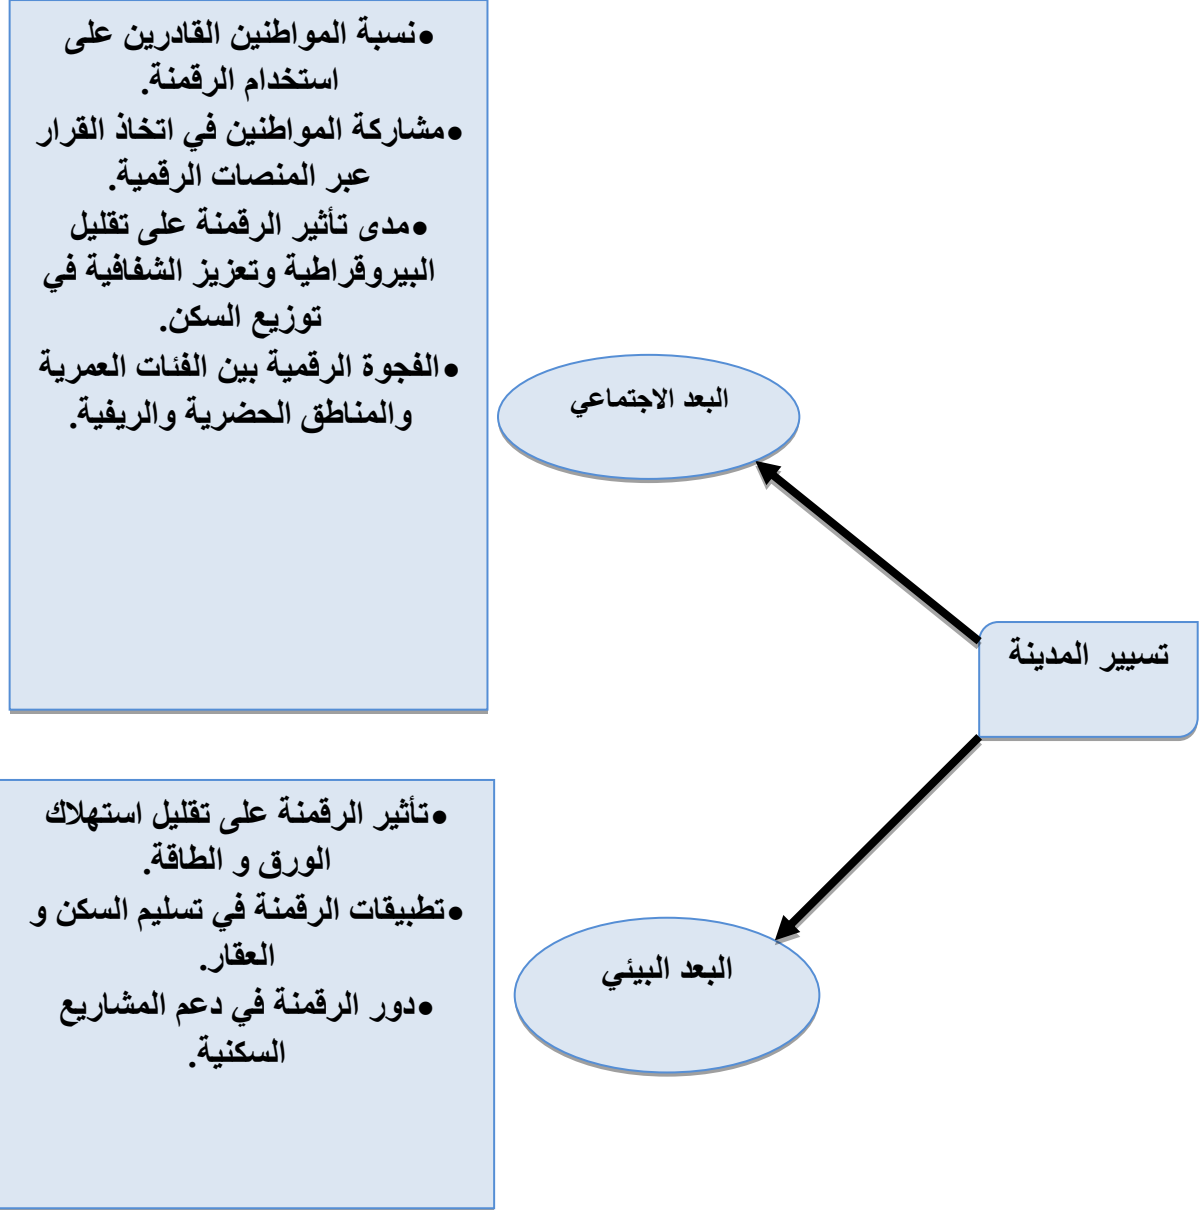 •نسبة المواطنين القادرين على
استخدام الرقمنة.
•مشاركة المواطنين في اتخاذ القرار
عبر المنصات الرقمية.
•مدى تأثير الرقمنة على تقليل
البيروقراطية وتعزيز الشفافية في
توزيع السكن.
•الفجوة الرقمية بين الفئات العمرية
والمناطق الحضرية والريفية.
البعد الاجتماعي
تسيير المدينة
•تأثير الرقمنة على تقليل استهلاك
الورق و الطاقة.
•تطبيقات الرقمنة في تسليم السكن و
العقار.
•دور الرقمنة في دعم المشاريع
السكنية.
البعد البيئي